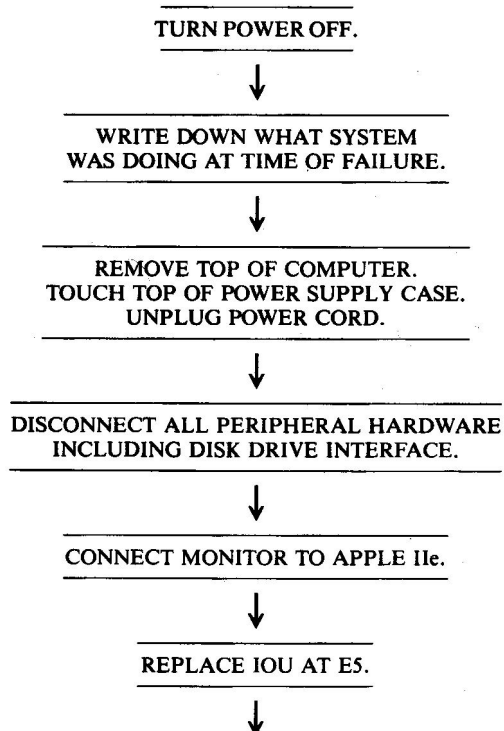 TURN POWER OFF.
WRITE DOWN WHAT SYSTEM
WAS DOING AT TIME OF FAILURE.
REMOVE TOP OF COMPUTER.
TOUCH TOP OF POWER SUPPLY CASE.
UNPLUG POWER CORD.
DISCONNECT ALL PERIPHERAL HARDWARE
INCLUDING DISK DRIVE INTERFACE.
CONNECT MONITOR TO APPLE IIe.
REPLACE IOU AT E5.